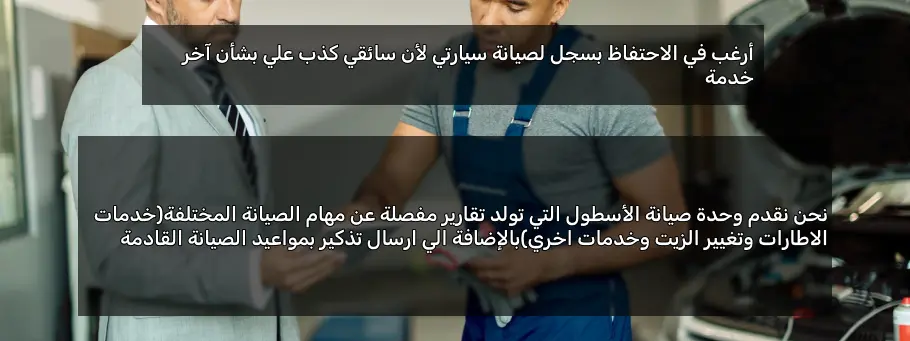 أرغب في الاحتفاظ بسجل لصيانة سيارتي لأن سائقي كذب علي بشأن آخر
خدمة
نحن نقدم وحدة صيانة الأسطول التي تولد تقارير مفصلة عن مهام الصيانة المختلفة(خدمات
الاطارات وتغيير الزيت وخدمات اخري)بالإضافة الي ارسال تذكير بمواعيد الصيانة القادمة